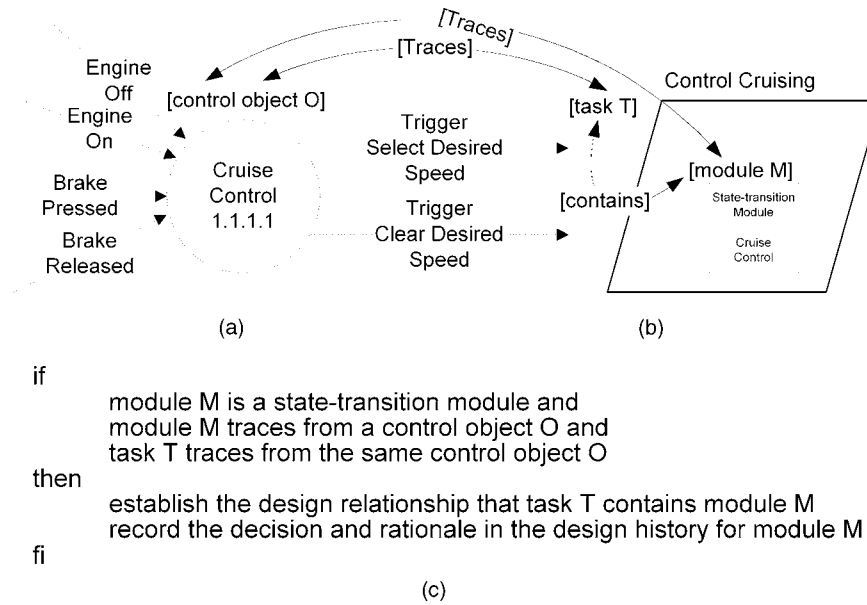 [Traces]
[Traces]
Engine
Off
Engine
On
Brake
Pressed
Brake
Released
[control object O]
Cruise
Control
1.1.1.1
Trigger
Select Desired
Speed
Trigger
Clear Desired
Speed
Control Cruising
[task T]
[contains]
[module M]
State-transition
Module
Cruise
Control
(a)
(b)
if
module M is a state-transition module and
module M traces from a control object O and
task T traces from the same control object O
then
establish the design relationship that task T contains module M
record the decision and rationale in the design history for module M
fi
(c)